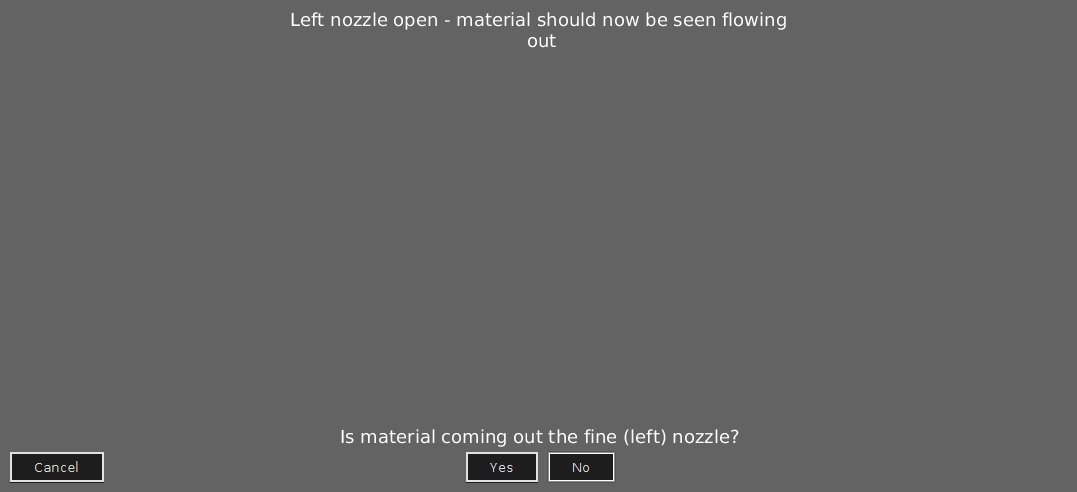 Left nozzle open - material should now be seen flowing
out
Is material coming out the fine (left) nozzle?
Cancel
Yes
No